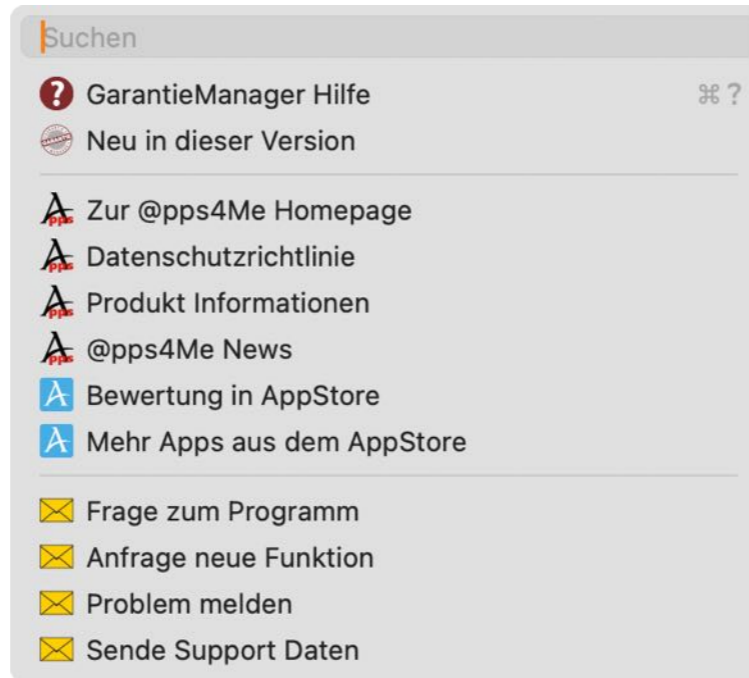 Suchen
GarantieManager Hilfe ⌘ ?
Neu in dieser Version
Zur @pps4Me Homepage
Datenschutzrichtlinie
Produkt Informationen
@pps4Me News
Bewertung in AppStore
Mehr Apps aus dem AppStore
Frage zum Programm
Anfrage neue Funktion
Problem melden
Sende Support Daten